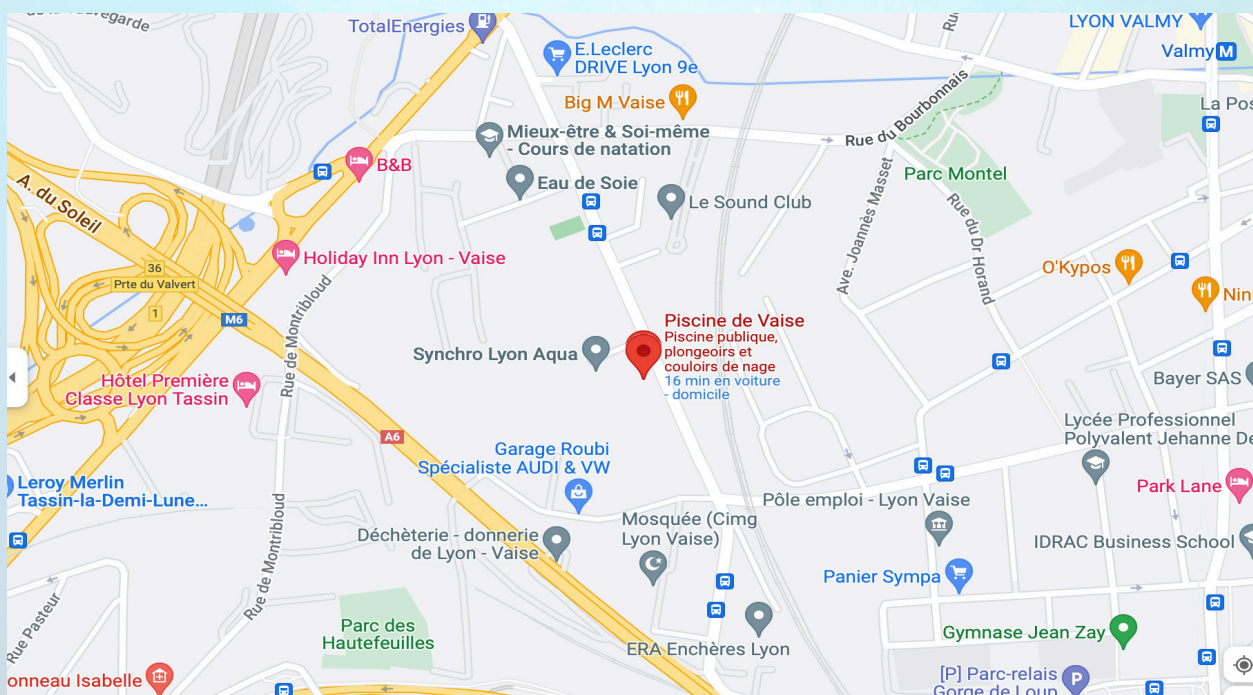 de la Sauvegarde
TotalEnergies
E.Leclerc
DRIVE Lyon 9e
LYON VALMY
Valmy M
Rue du Bourbonnais
La Pos
Big M Vaise
Mieux-être & Soi-même
- Cours de natation
B&B
Eau de Soie
Le Sound Club
Parc Montel
A. du Soleil
Ave. Joannès Masset
Rue du Dr Horand
Holiday Inn Lyon - Vaise
36
Prte du Valvert
1
M6
Rue de Montribloud
O'Kypos
Nin
Piscine de Vaise
Piscine publique,
plongeoirs et
couloirs de nage
16 min en voiture
- domicile
Synchro Lyon Aqua
Hôtel Première
Classe Lyon Tassin
Bayer SAS
A6
Lycée Professionnel
Polyvalent Jehanne De
Garage Roubi
Spécialiste AUDI & VW
Leroy Merlin
Tassin-la-Demi-Lune...
Park Lane
Pôle emploi - Lyon Vaise
Mosquée (Cimg
Lyon Vaise)
Déchèterie - donnerie
de Lyon - Vaise
IDRAC Business School
Rue de Montribloud
Panier Sympa
Rue Pasteur
Parc des
Hautefeuilles
ERA Enchères Lyon
Gymnase Jean Zay
onneau Isabelle
[P] Parc-relais
Gorge de Loup
P